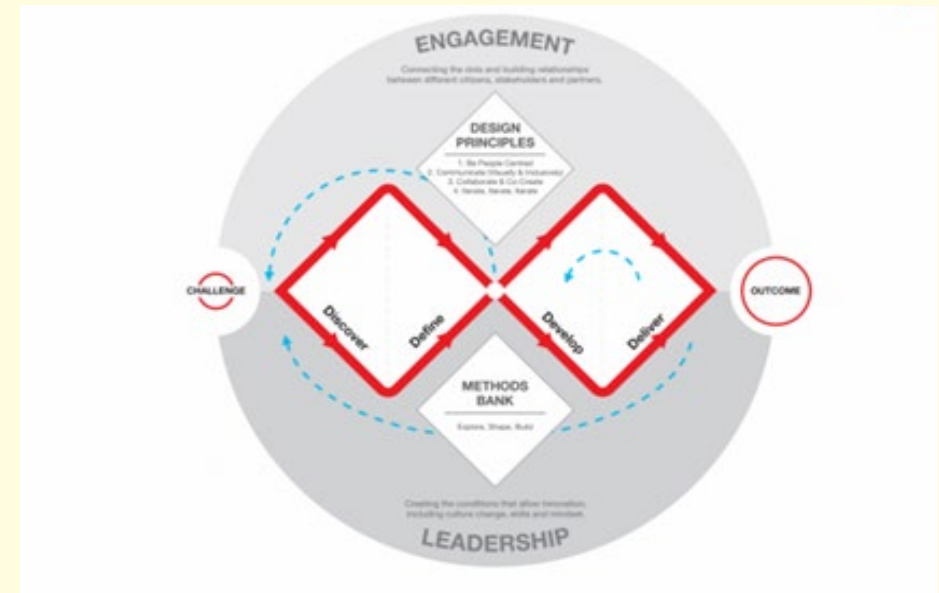 ENGAGEMENT
Connecting the dots and building relationships
between different citizens, stakeholders and partners.
DESIGN
PRINCIPLES
1. Be People Centred
2. Communicate (Visually & Inclusively)
3. Collaborate & Co-Create
4. Iterate, Iterate, Iterate
CHALLENGE
OUTCOME
Discover
Define
Develop
Deliver
METHODS
BANK
Explore, Shape, Build
Creating the conditions that allow innovation,
including culture change, skills and mindset.
LEADERSHIP